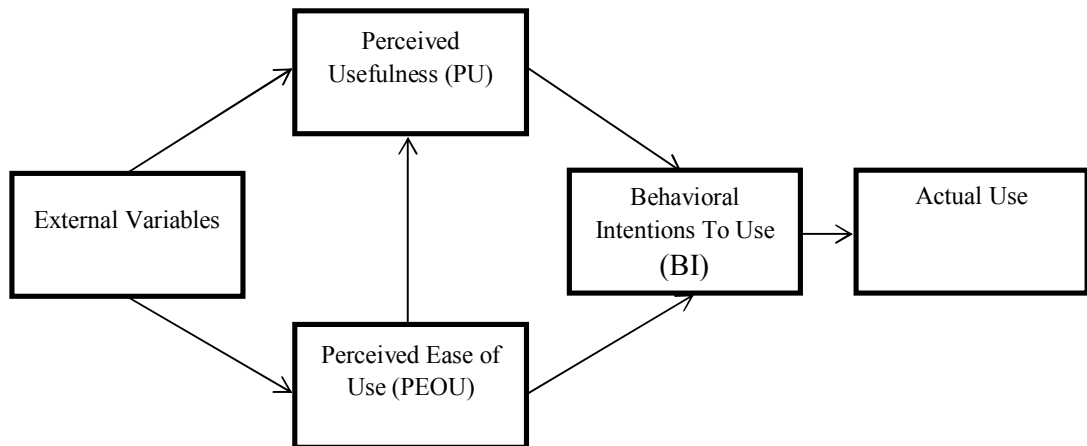 Perceived
Usefulness (PU)
External Variables
Behavioral
Intentions To Use
(BI)
Actual Use
Perceived Ease of
Use (PEOU)